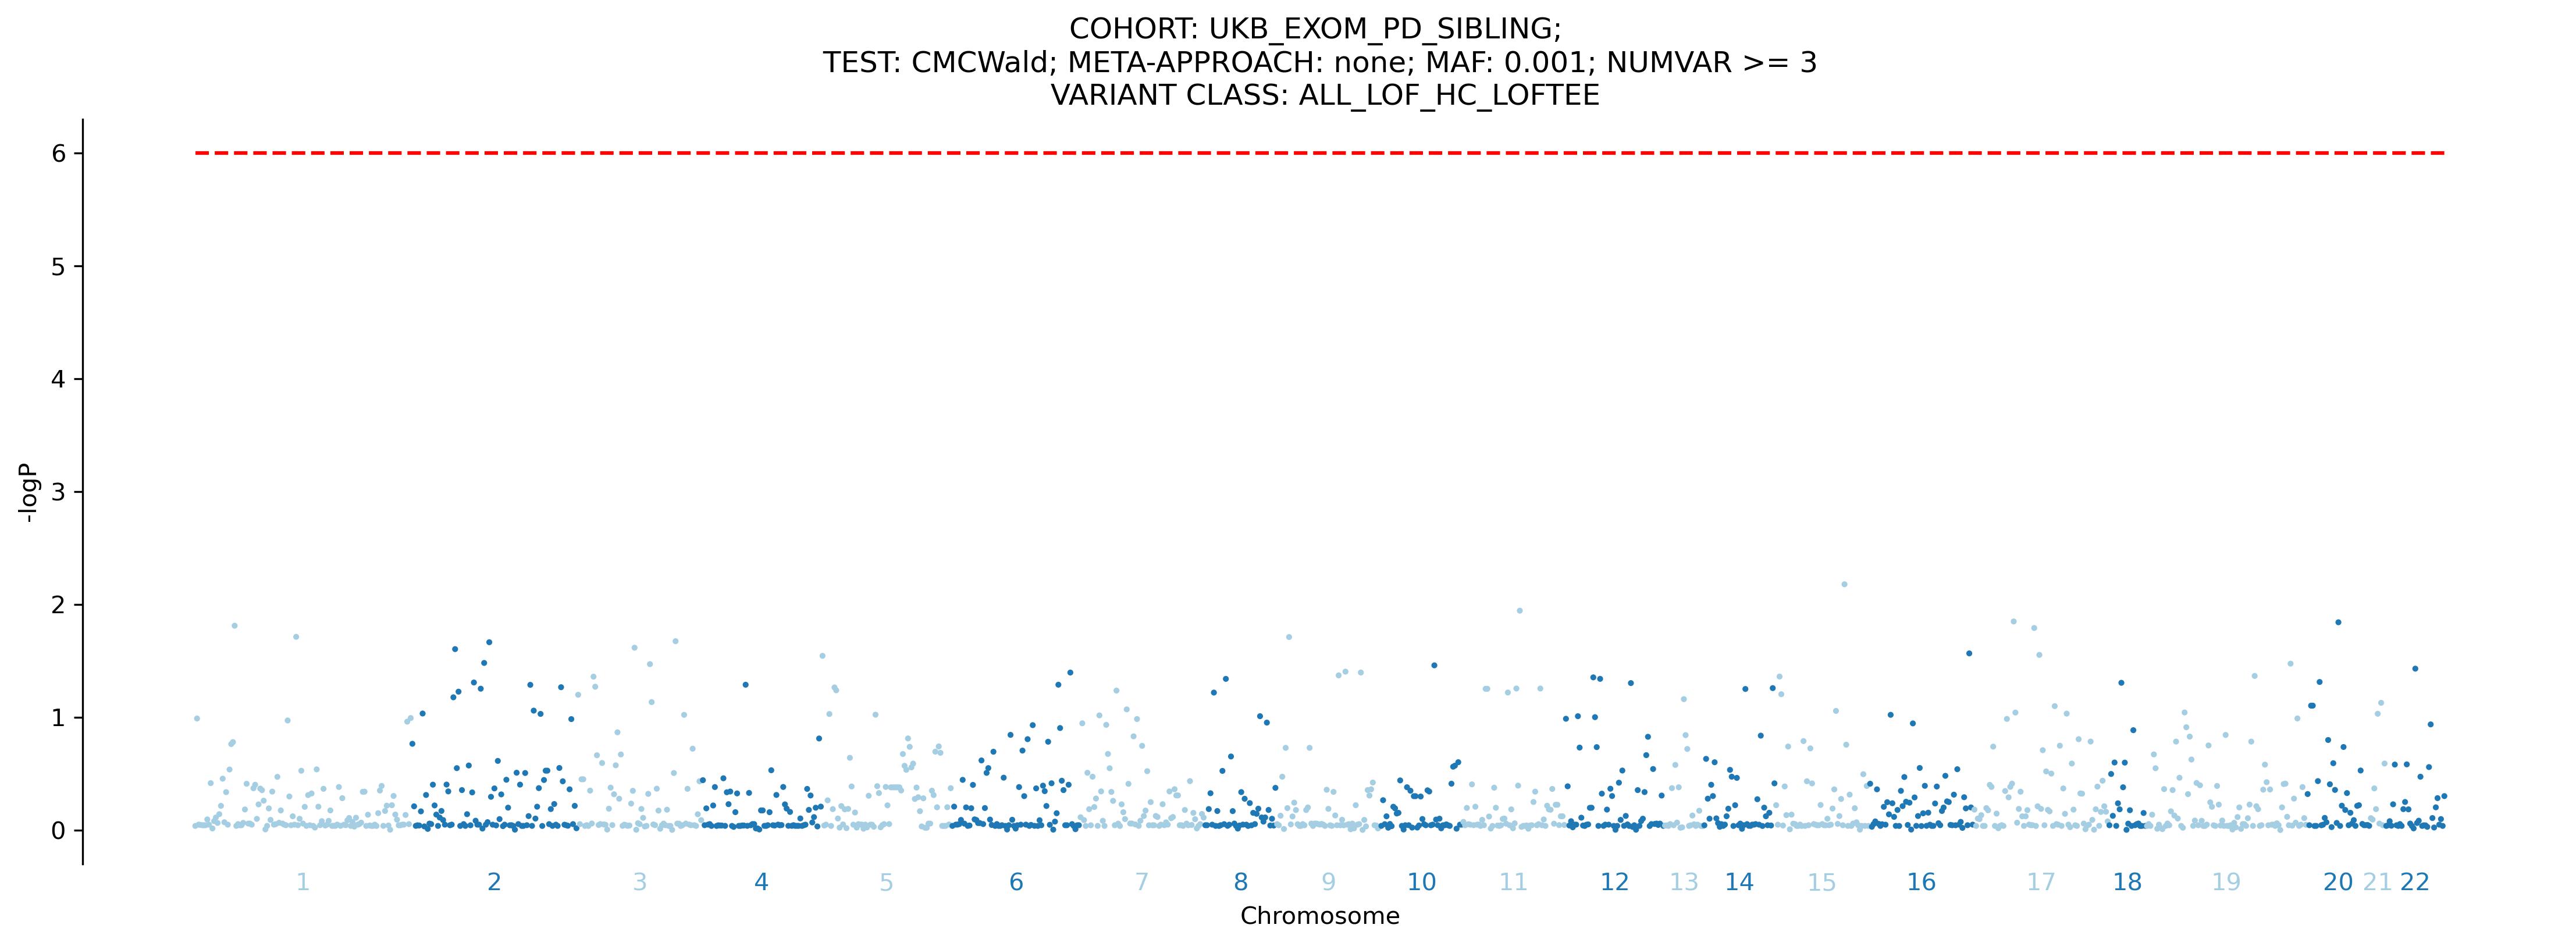 COHORT: UKB_EXOM_PD_SIBLING;
TEST: CMCWald; META-APPROACH: none; MAF: 0.001; NUMVAR >= 3
VARIANT CLASS: ALL_LOF_HC_LOFTEE
6
5
4
3
2
1
0
-logP
1 2 3 4 5 6 7 8 9 10 11 12 13 14 15 16 17 18 19 20 21 22
Chromosome